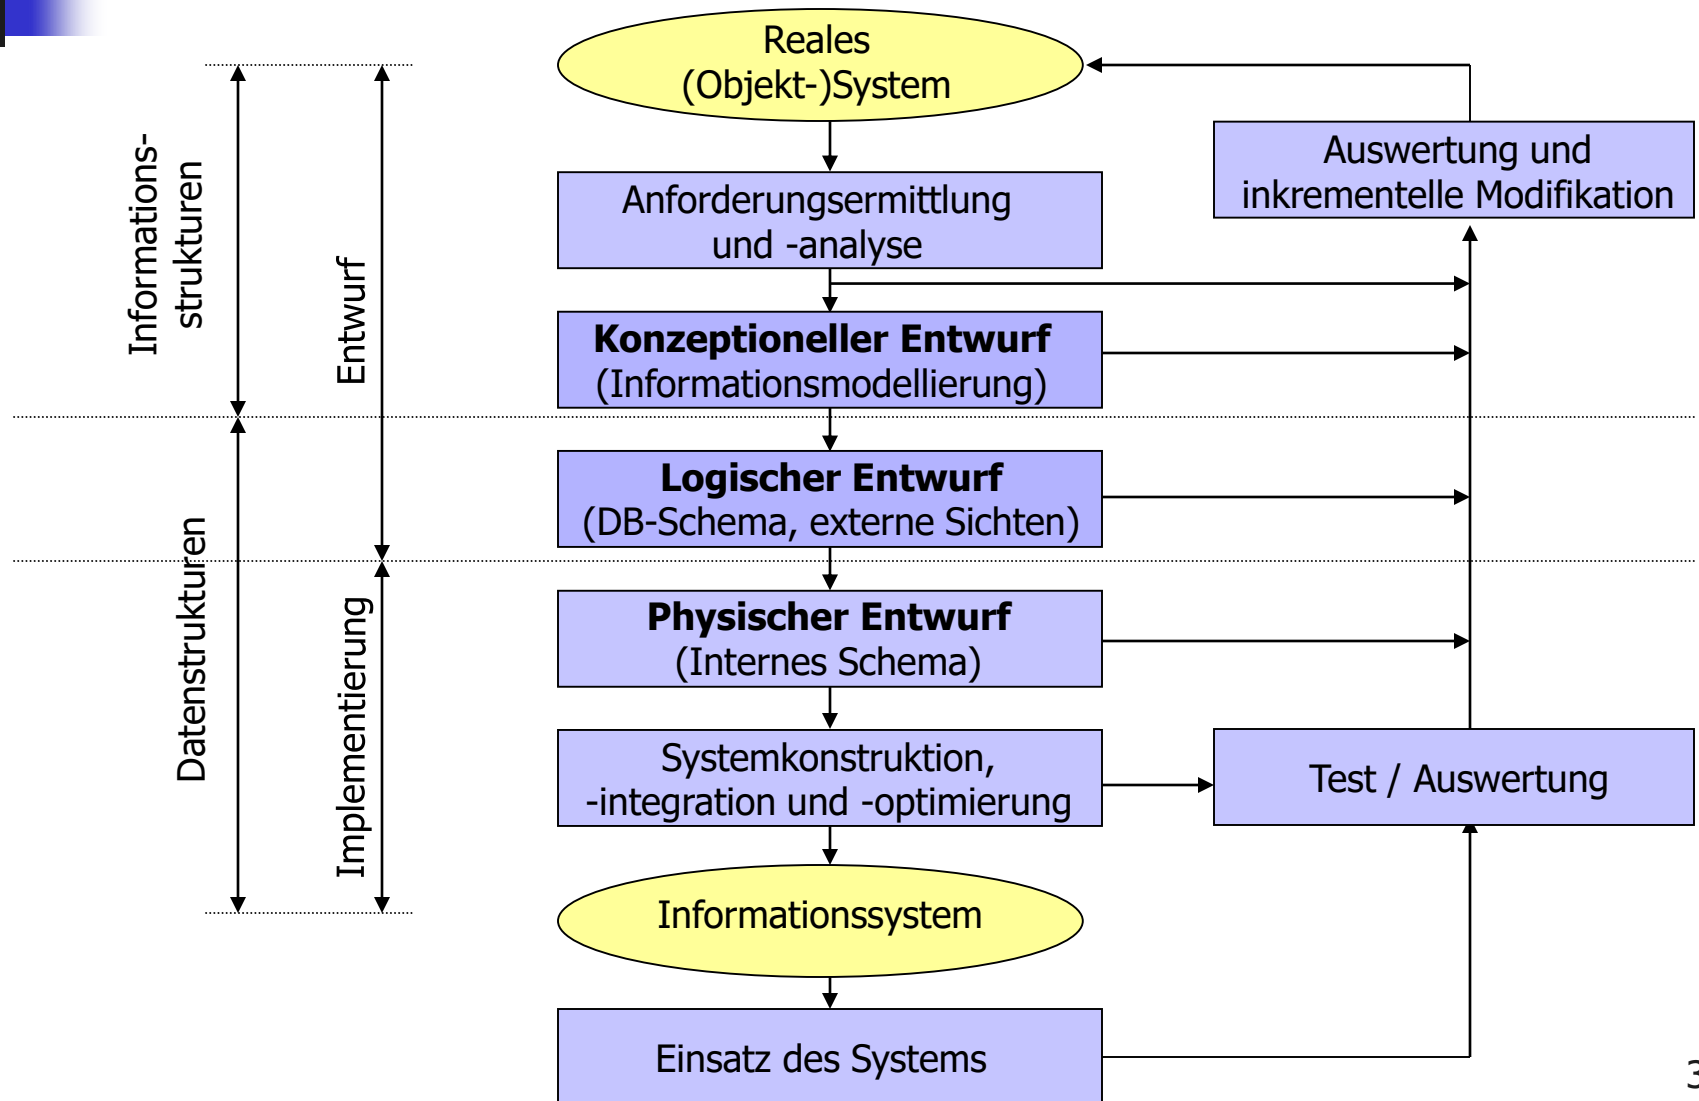 Reales
(Objekt-)System
Auswertung und
inkrementelle Modifikation
Anforderungsermittlung
und -analyse
Informations-
strukturen
Entwurf
Konzeptioneller Entwurf
(Informationsmodellierung)
Logischer Entwurf
(DB-Schema, externe Sichten)
Datenstrukturen
Implementierung
Physischer Entwurf
(Internes Schema)
Systemkonstruktion,
-integration und -optimierung
Test / Auswertung
Informationssystem
Einsatz des Systems
3